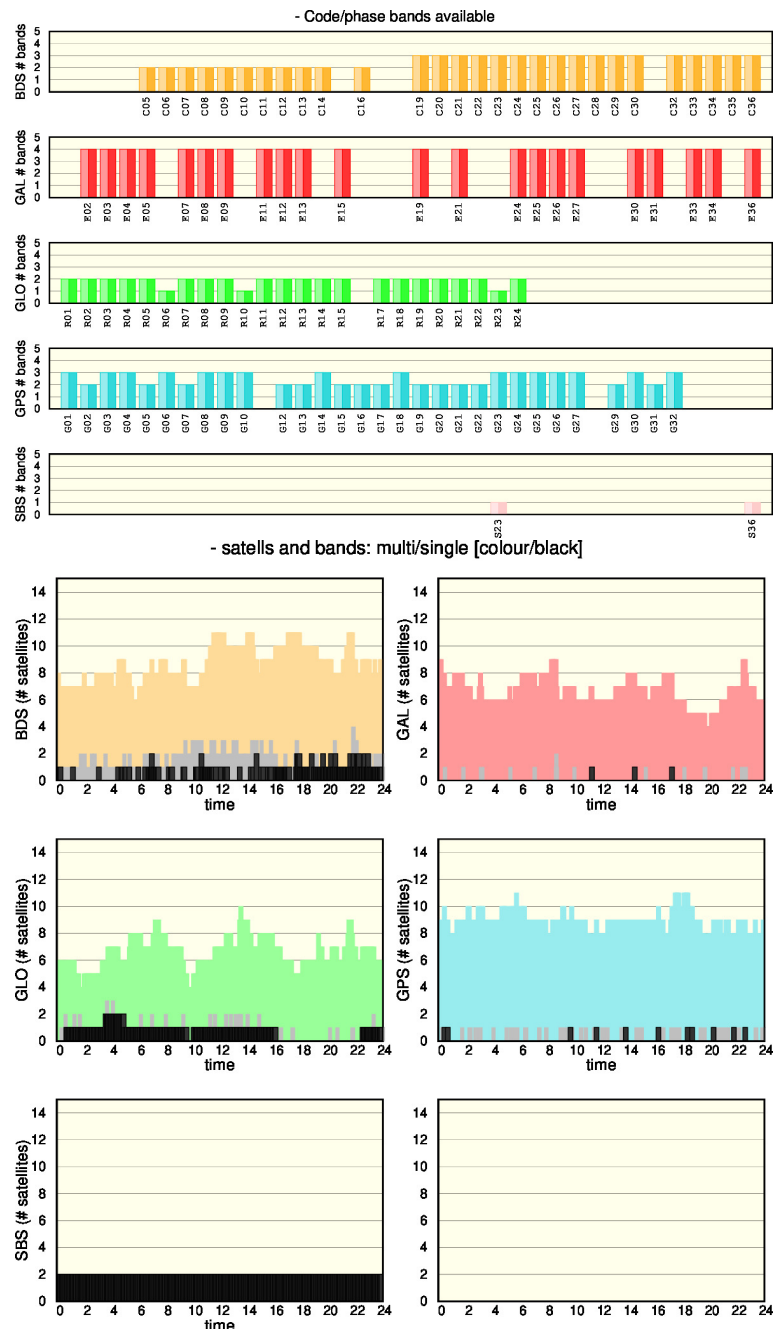 - Code/phase bands available
BDS # bands
5
4
3
2
1
0
C05 C06 C07 C08 C09 C10 C11 C12 C13 C14 C16 C19 C20 C21 C22 C23 C24 C25 C26 C27 C28 C29 C30 C32 C33 C34 C35 C36
GAL # bands
5
4
3
2
1
0
E02 E03 E04 E05 E07 E08 E09 E11 E12 E13 E15 E19 E21 E24 E25 E26 E27 E30 E31 E33 E34 E36
GLO # bands
5
4
3
2
1
0
R01 R02 R03 R04 R05 R06 R07 R08 R09 R10 R11 R12 R13 R14 R15 R17 R18 R19 R20 R21 R22 R23 R24
GPS # bands
5
4
3
2
1
0
G01 G02 G03 G04 G05 G06 G07 G08 G09 G10 G12 G13 G14 G15 G16 G17 G18 G19 G20 G21 G22 G23 G24 G25 G26 G27 G29 G30 G31 G32
SBS # bands
5
4
3
2
1
0
S23 S36
- satells and bands: multi/single [colour/black]
BDS (# satellites)
14
12
10
8
6
4
2
0
0 2 4 6 8 10 12 14 16 18 20 22 24
time
GAL (# satellites)
14
12
10
8
6
4
2
0
0 2 4 6 8 10 12 14 16 18 20 22 24
time
GLO (# satellites)
14
12
10
8
6
4
2
0
0 2 4 6 8 10 12 14 16 18 20 22 24
time
GPS (# satellites)
14
12
10
8
6
4
2
0
0 2 4 6 8 10 12 14 16 18 20 22 24
time
SBS (# satellites)
14
12
10
8
6
4
2
0
0 2 4 6 8 10 12 14 16 18 20 22 24
time
14
12
10
8
6
4
2
0
0 2 4 6 8 10 12 14 16 18 20 22 24